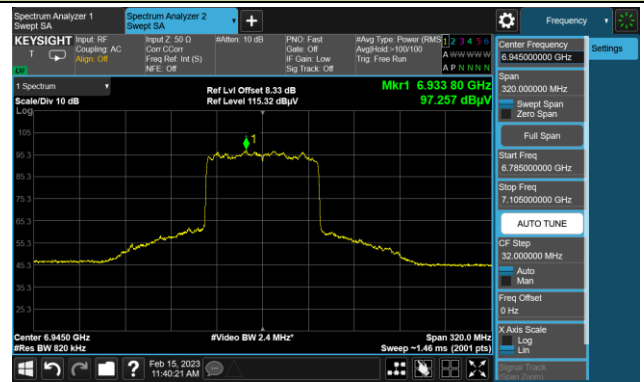 Spectrum Analyzer 1
Swept SA
Spectrum Analyzer 2
Swept SA
Frequency
KEYSIGHT
Input: RF
Coupling: AC
Align: Off
Input Z: 50 Ω
Corr CCorr
Freq Ref: Int (S)
NFE: Off
#Atten: 10 dB
PNO: Fast
Gate: Off
IF Gain: Low
Sig Track: Off
#Avg Type: Power (RMS
Avg|Hold >100/100
Trig: Free Run
1 2 3 4 5 6
A W W W W W
A P N N N N
T
LW
1 Spectrum
Scale/Div 10 dB
Log
Ref Lvl Offset 8.33 dB
Ref Level 115.32 dBµV
Mkr1 6.933 80 GHz
97.257 dBµV
105
95.3
85.3
75.3
65.3
55.3
45.3
35.3
25.3
1
Center 6.9450 GHz
#Res BW 820 kHz
#Video BW 2.4 MHz*
Span 320.0 MHz
Sweep ~1.46 ms (2001 pts)
Feb 15, 2023
11:40:21 AM
Center Frequency
6.945000000 GHz
Span
320.000000 MHz
Swept Span
Zero Span
Full Span
Start Freq
6.785000000 GHz
Stop Freq
7.105000000 GHz
AUTO TUNE
CF Step
32.000000 MHz
Auto
Man
Freq Offset
0 Hz
X Axis Scale
Log
Lin
Signal Track
(Span Zoom)
Settings